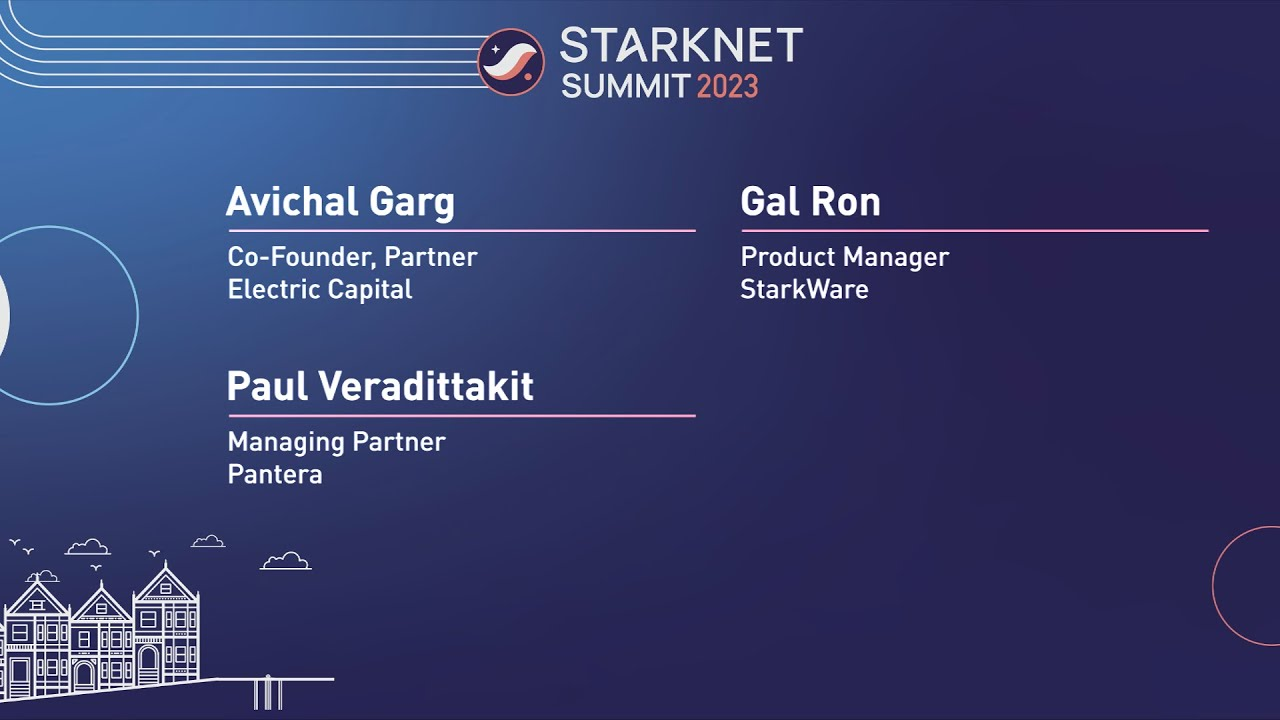 STARKNET
SUMMIT 2023
Avichal Garg
Co-Founder, Partner
Electric Capital
Gal Ron
Product Manager
StarkWare
Paul Veradittakit
Managing Partner
Pantera